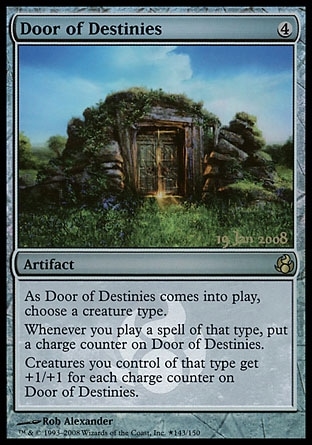 Door of Destinies 4
19 Jan 2008
Artifact
As Door of Destinies comes into play,
choose a creature type.
Whenever you play a spell of that type, put
a charge counter on Door of Destinies.
Creatures you control of that type get
+1/+1 for each charge counter on
Door of Destinies.
Rob Alexander
™ & © 1993–2008 Wizards of the Coast, Inc. ★143/150